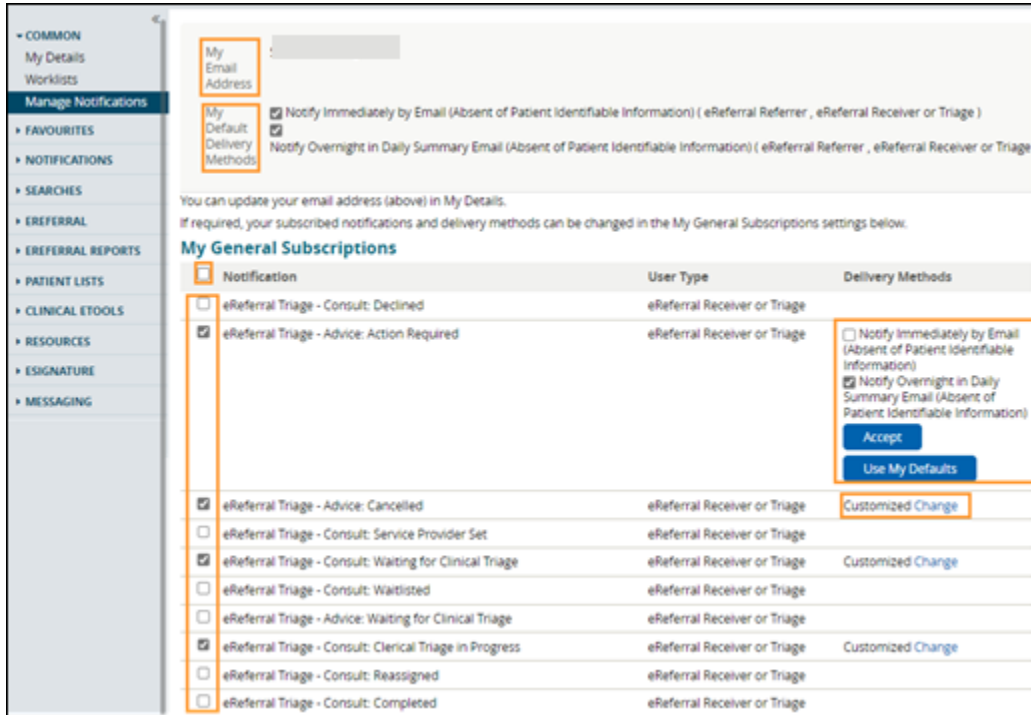 COMMON
My Details
Worklists
Manage Notifications
FAVOURITES
NOTIFICATIONS
SEARCHES
EREFERRAL
EREFERRAL REPORTS
PATIENT LISTS
CLINICAL ETOOLS
RESOURCES
ESIGNATURE
MESSAGING
My
Email
Address
My
Default
Delivery
Methods
Notify Immediately by Email (Absent of Patient Identifiable Information) ( eReferral Referrer , eReferral Receiver or Triage )
Notify Overnight in Daily Summary Email (Absent of Patient Identifiable Information) ( eReferral Referrer , eReferral Receiver or Triage
You can update your email address (above) in My Details.
If required, your subscribed notifications and delivery methods can be changed in the My General Subscriptions settings below.
My General Subscriptions
Notification User Type Delivery Methods
eReferral Triage - Consult: Declined eReferral Receiver or Triage
eReferral Triage - Advice: Action Required eReferral Receiver or Triage
Notify Immediately by Email
(Absent of Patient Identifiable
Information)
Notify Overnight in Daily
Summary Email (Absent of
Patient Identifiable Information)
Accept
Use My Defaults
eReferral Triage - Advice: Cancelled eReferral Receiver or Triage Customized Change
eReferral Triage - Consult: Service Provider Set eReferral Receiver or Triage
eReferral Triage - Consult: Waiting for Clinical Triage eReferral Receiver or Triage Customized Change
eReferral Triage - Consult: Waitlisted eReferral Receiver or Triage
eReferral Triage - Advice: Waiting for Clinical Triage eReferral Receiver or Triage
eReferral Triage - Consult: Clerical Triage in Progress eReferral Receiver or Triage Customized Change
eReferral Triage - Consult: Reassigned eReferral Receiver or Triage
eReferral Triage - Consult: Completed eReferral Receiver or Triage